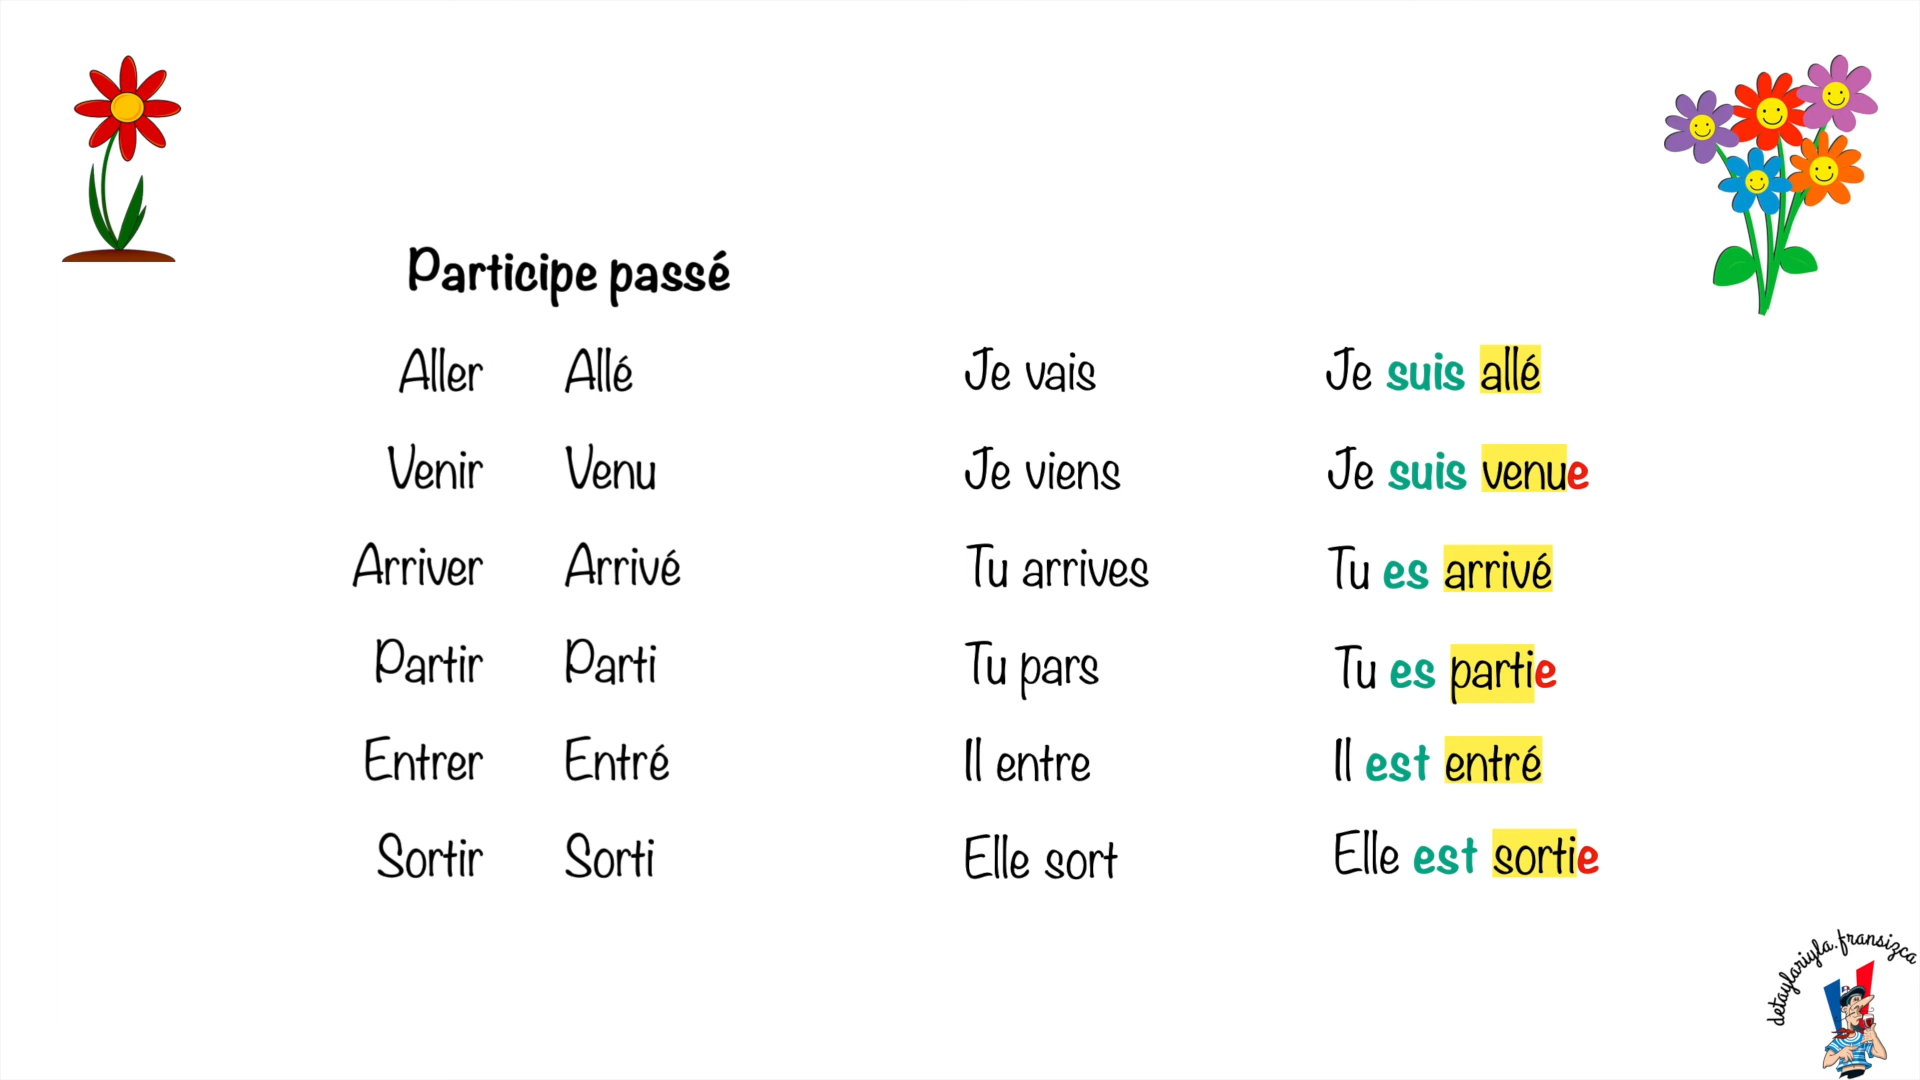 Participe passé
Aller Allé Je vais Je suis allé
Venir Venu Je viens Je suis venue
Arriver Arrivé Tu arrives Tu es arrivé
Partir Parti Tu pars Tu es partie
Entrer Entré Il entre Il est entré
Sortir Sorti Elle sort Elle est sortie
detaylariyla.fransizca